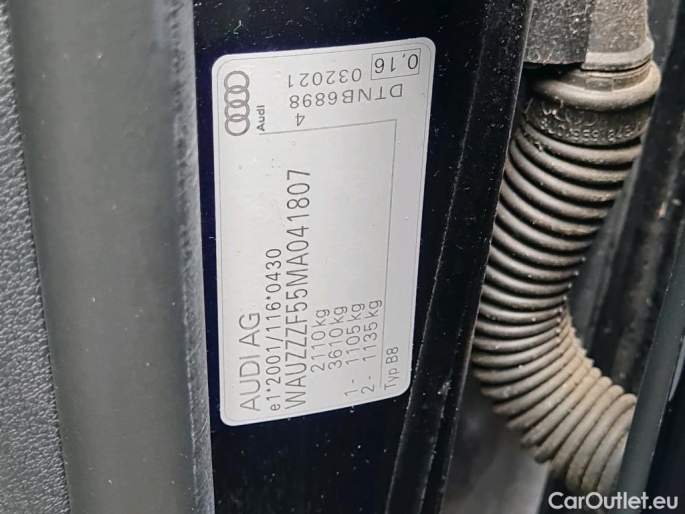 AUDI AG
e1*2001/116*0430
WAUZZZF55MA041807
2110kg
3610kg
1- 1105kg
2- 1135kg
Typ B8
Audi
4
DTNB6898
032021
0,16
CarOutlet.eu